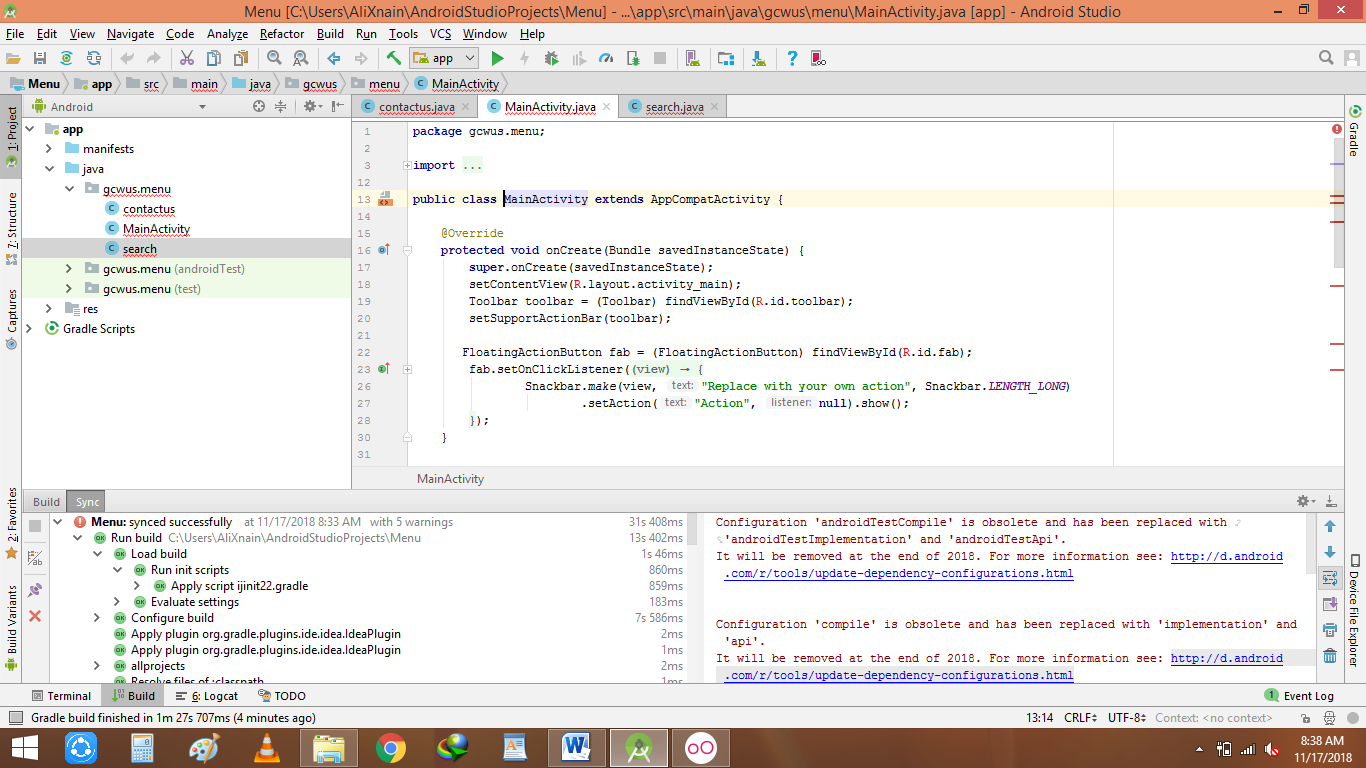 Menu [C:\Users\AliXnain\AndroidStudioProjects\Menu] - ...\app\src\main\java\gcwus\menu\MainActivity.java [app] - Android Studio
File Edit View Navigate Code Analyze Refactor Build Run Tools VCS Window Help
app
Menu app src main java gcwus menu MainActivity
Android
contactus.java MainActivity.java search.java
1: Project
7: Structure
Captures
2: Favorites
Build Variants
app
manifests
java
gcwus.menu
contactus
MainActivity
search
gcwus.menu (androidTest)
gcwus.menu (test)
res
Gradle Scripts
1 package gcwus.menu;
2
3 import ...
12
13 public class MainActivity extends AppCompatActivity {
14
15 @Override
16 protected void onCreate(Bundle savedInstanceState) {
17 super.onCreate(savedInstanceState);
18 setContentView(R.layout.activity_main);
19 Toolbar toolbar = (Toolbar) findViewById(R.id.toolbar);
20 setSupportActionBar(toolbar);
21
22 FloatingActionButton fab = (FloatingActionButton) findViewById(R.id.fab);
23 fab.setOnClickListener((view) → {
26 Snackbar.make(view, text: "Replace with your own action", Snackbar.LENGTH_LONG)
27 .setAction( text: "Action", listener: null).show();
28 });
30 }
31
MainActivity
Gradle
Device File Explorer
Build Sync
Menu: synced successfully at 11/17/2018 8:33 AM with 5 warnings 31s 408ms
Run build C:\Users\AliXnain\AndroidStudioProjects\Menu 13s 402ms
Load build 1s 46ms
Run init scripts 860ms
Apply script ijinit22.gradle 859ms
Evaluate settings 183ms
Configure build 7s 586ms
Apply plugin org.gradle.plugins.ide.idea.IdeaPlugin 2ms
Apply plugin org.gradle.plugins.ide.idea.IdeaPlugin 1ms
allprojects 2ms
Resolve files of :classpath 1ms
Configuration 'androidTestCompile' is obsolete and has been replaced with
'androidTestImplementation' and 'androidTestApi'.
It will be removed at the end of 2018. For more information see: http://d.android
.com/r/tools/update-dependency-configurations.html
Configuration 'compile' is obsolete and has been replaced with 'implementation' and
'api'.
It will be removed at the end of 2018. For more information see: http://d.android
.com/r/tools/update-dependency-configurations.html
Terminal Build 6: Logcat TODO 1 Event Log
Gradle build finished in 1m 27s 707ms (4 minutes ago) 13:14 CRLF UTF-8 Context: <no context>
8:38 AM
11/17/2018